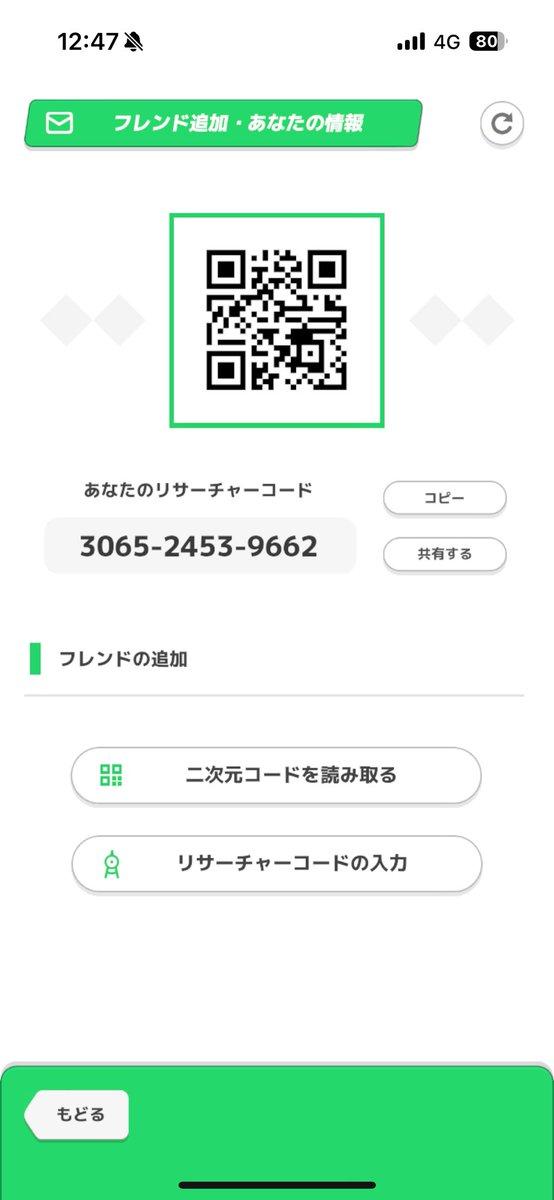 12:47 4G 80
フレンド追加・あなたの情報
あなたのリサーチャーコード
コピー
3065-2453-9662
共有する
フレンドの追加
二次元コードを読み取る
リサーチャーコードの入力
もどる